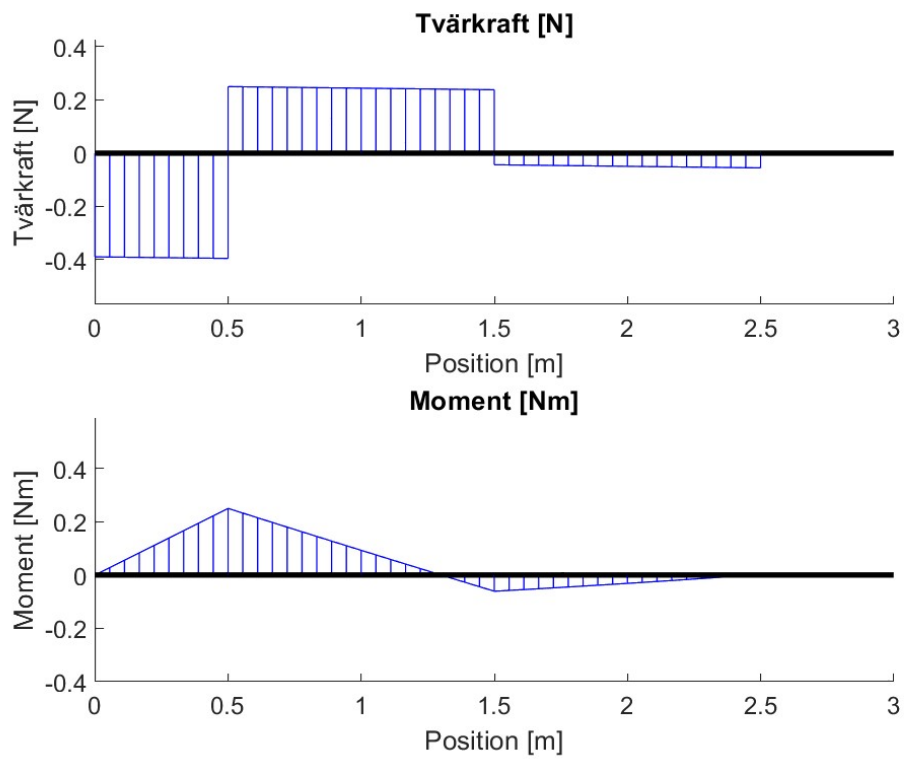 Tvärkraft [N]
0.4
0.2
0
-0.2
-0.4
Tvärkraft [N]
0 0.5 1 1.5 2 2.5 3
Position [m]
Moment [Nm]
0.4
0.2
0
-0.2
-0.4
Moment [Nm]
0 0.5 1 1.5 2 2.5 3
Position [m]